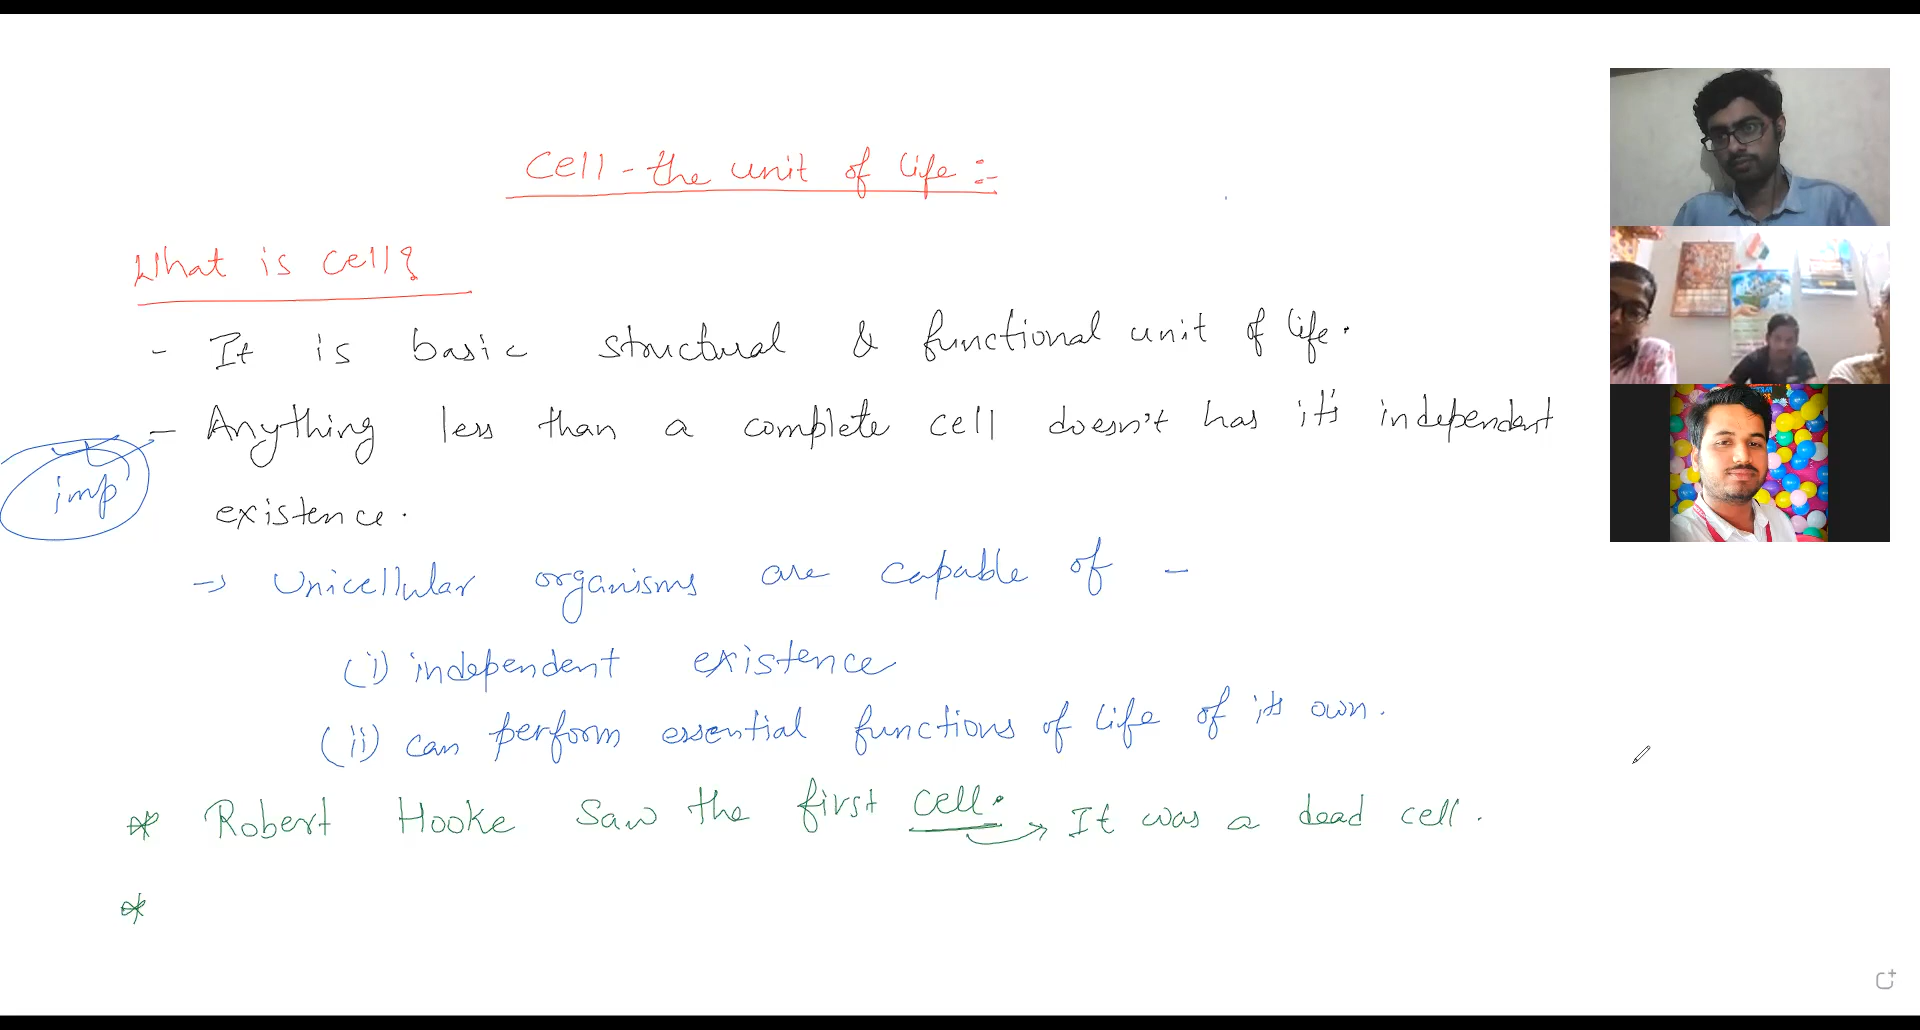 Cell - the unit of life :-
What is cell?
- It is basic structural & functional unit of life.
- Anything less than a complete cell doesn't has it's independent
imp
existence.
→ Unicellular organisms are capable of -
(i) independent existence
(ii) can perform essential functions of life of its own.
* Robert Hooke saw the first cell. → It was a dead cell.
*